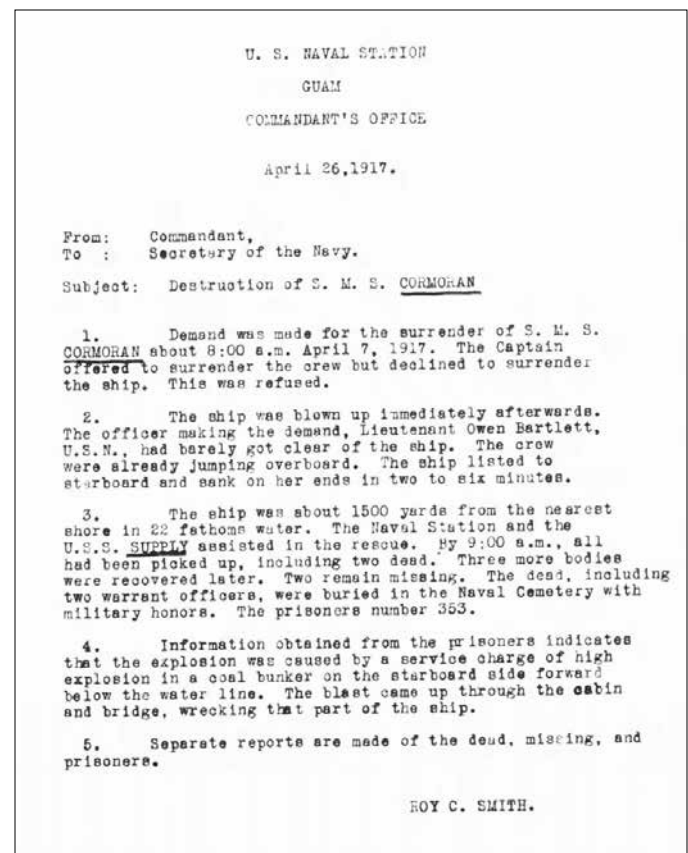 U. S. NAVAL STATION
GUAM
COMMANDANT'S OFFICE
April 26,1917.
From: Commandant,
To : Secretary of the Navy.
Subject: Destruction of S. M. S. CORMORAN
1. Demand was made for the surrender of S. M. S.
CORMORAN about 8:00 a.m. April 7, 1917. The Captain
offered to surrender the crew but declined to surrender
the ship. This was refused.
2. The ship was blown up immediately afterwards.
The officer making the demand, Lieutenant Owen Bartlett,
U.S.N., had barely got clear of the ship. The crew
were already jumping overboard. The ship listed to
starboard and sank on her ends in two to six minutes.
3. The ship was about 1500 yards from the nearest
shore in 22 fathoms water. The Naval Station and the
U.S.S. SUPPLY assisted in the rescue. By 9:00 a.m., all
had been picked up, including two dead. Three more bodies
were recovered later. Two remain missing. The dead, including
two warrant officers, were buried in the Naval Cemetery with
military honors. The prisoners number 353.
4. Information obtained from the prisoners indicates
that the explosion was caused by a service charge of high
explosion in a coal bunker on the starboard side forward
below the water line. The blast came up through the cabin
and bridge, wrecking that part of the ship.
5. Separate reports are made of the dead, missing, and
prisoners.
ROY C. SMITH.